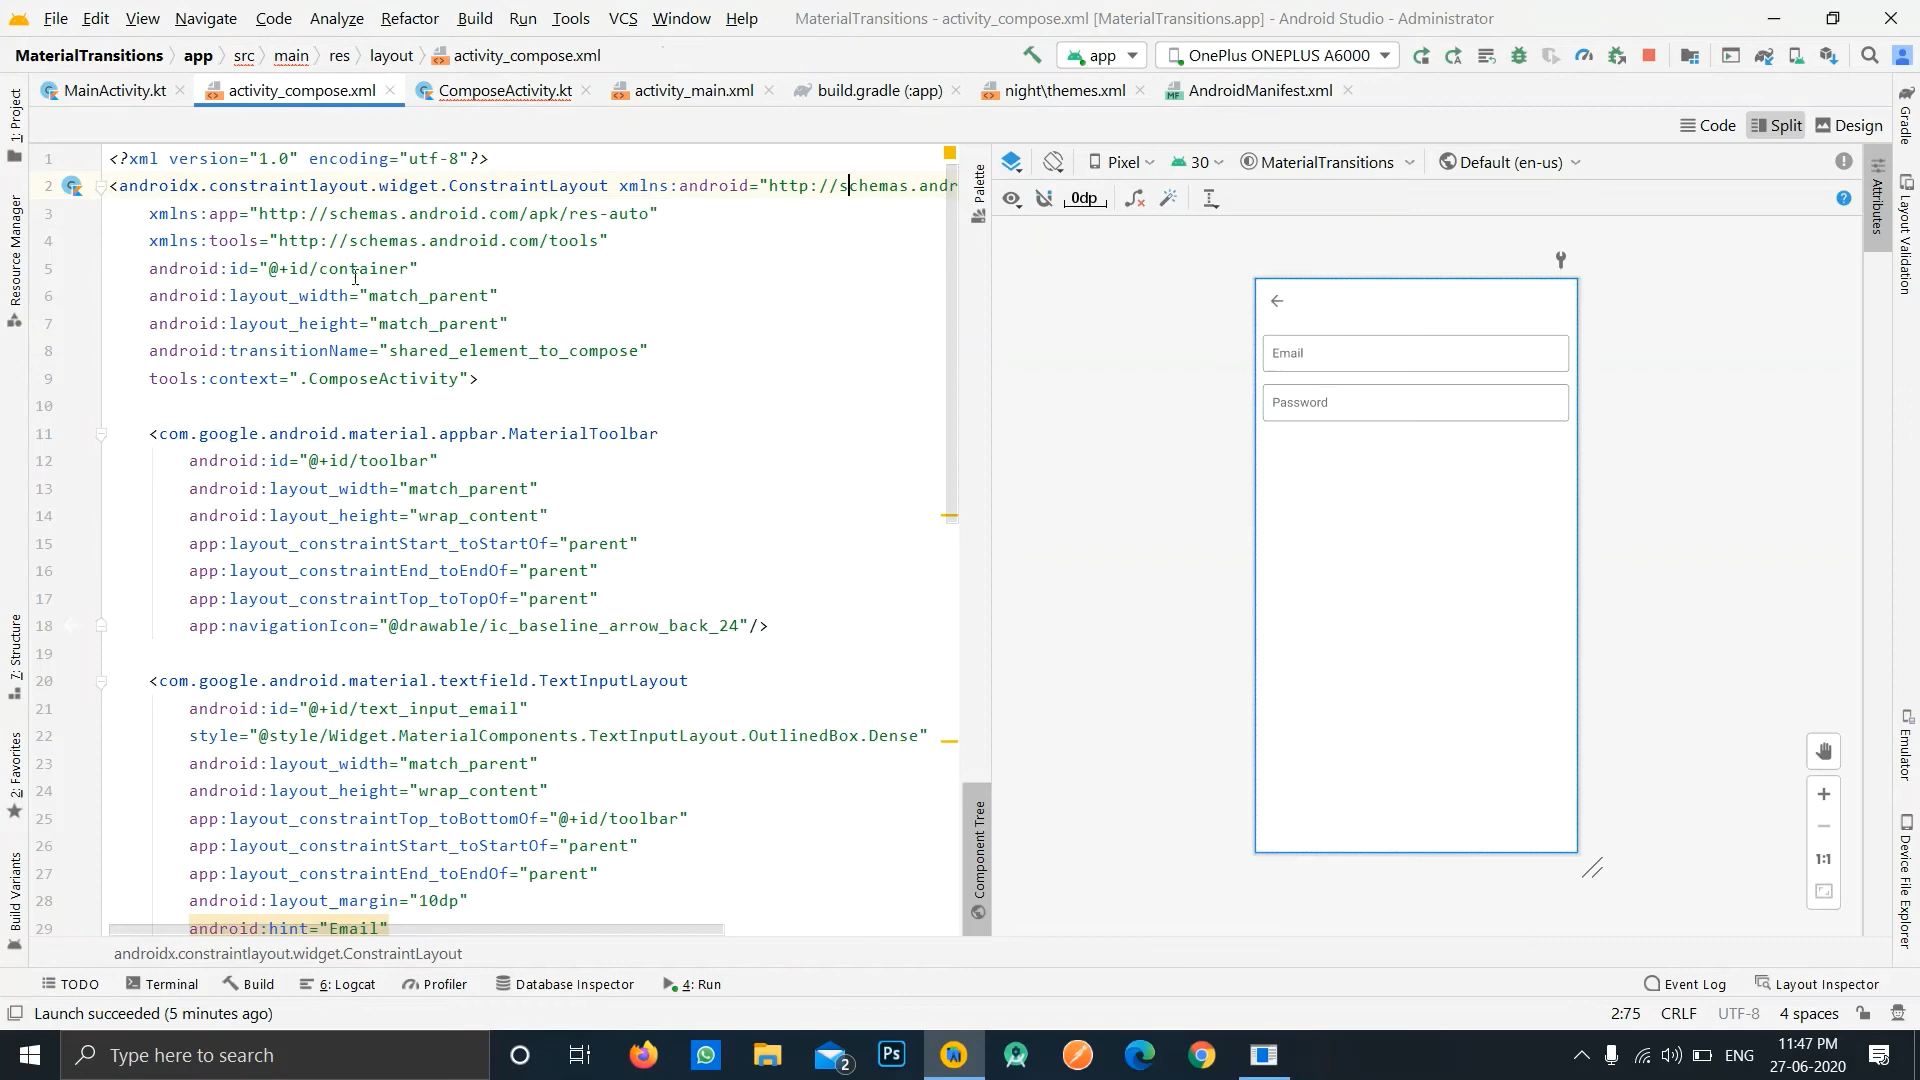 File Edit View Navigate Code Analyze Refactor Build Run Tools VCS Window Help MaterialTransitions - activity_compose.xml [MaterialTransitions.app] - Android Studio - Administrator
MaterialTransitions app src main res layout activity_compose.xml app OnePlus ONEPLUS A6000
MainActivity.kt activity_compose.xml ComposeActivity.kt activity_main.xml build.gradle (:app) night\themes.xml AndroidManifest.xml
Code Split Design
1: Project
Resource Manager
7: Structure
2: Favorites
Build Variants
1 <?xml version="1.0" encoding="utf-8"?>
2 <androidx.constraintlayout.widget.ConstraintLayout xmlns:android="http://schemas.andr
3 xmlns:app="http://schemas.android.com/apk/res-auto"
4 xmlns:tools="http://schemas.android.com/tools"
5 android:id="@+id/container"
6 android:layout_width="match_parent"
7 android:layout_height="match_parent"
8 android:transitionName="shared_element_to_compose"
9 tools:context=".ComposeActivity">
10
11 <com.google.android.material.appbar.MaterialToolbar
12 android:id="@+id/toolbar"
13 android:layout_width="match_parent"
14 android:layout_height="wrap_content"
15 app:layout_constraintStart_toStartOf="parent"
16 app:layout_constraintEnd_toEndOf="parent"
17 app:layout_constraintTop_toTopOf="parent"
18 app:navigationIcon="@drawable/ic_baseline_arrow_back_24"/>
19
20 <com.google.android.material.textfield.TextInputLayout
21 android:id="@+id/text_input_email"
22 style="@style/Widget.MaterialComponents.TextInputLayout.OutlinedBox.Dense"
23 android:layout_width="match_parent"
24 android:layout_height="wrap_content"
25 app:layout_constraintTop_toBottomOf="@+id/toolbar"
26 app:layout_constraintStart_toStartOf="parent"
27 app:layout_constraintEnd_toEndOf="parent"
28 android:layout_margin="10dp"
29 android:hint="Email"
androidx.constraintlayout.widget.ConstraintLayout
Palette
Component Tree
Pixel 30 MaterialTransitions Default (en-us)
0dp
Email
Password
1:1
Attributes
Gradle
Layout Validation
Emulator
Device File Explorer
TODO Terminal Build 6: Logcat Profiler Database Inspector 4: Run Event Log Layout Inspector
Launch succeeded (5 minutes ago) 2:75 CRLF UTF-8 4 spaces
Type here to search 2 Ps ENG 11:47 PM
27-06-2020